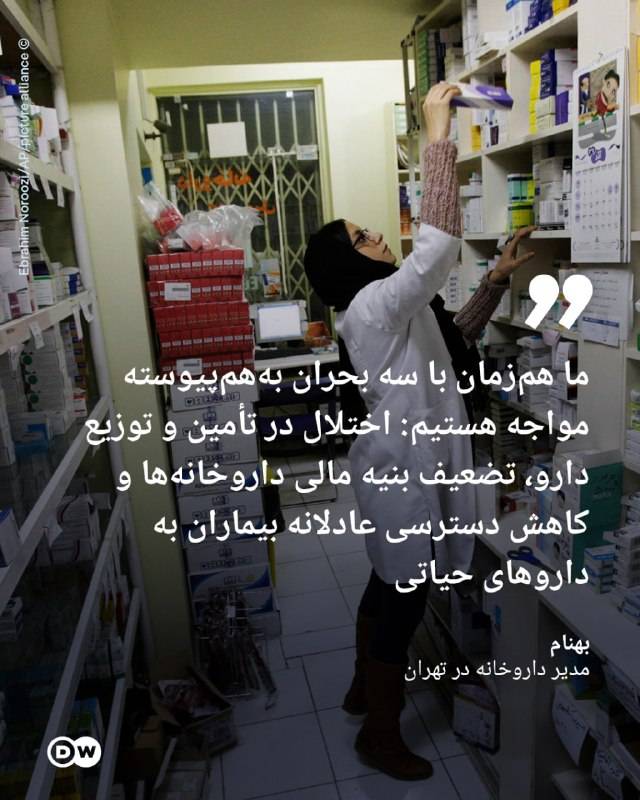 © Ebrahim Noroozi/AP/picture alliance
”
ما هم‌زمان با سه بحران به‌هم‌پیوسته
مواجه هستیم: اختلال در تأمین و توزیع
دارو، تضعیف بنیه مالی داروخانه‌ها و
کاهش دسترسی عادلانه بیماران به
داروهای حیاتی
بهنام
مدیر داروخانه در تهران
DW